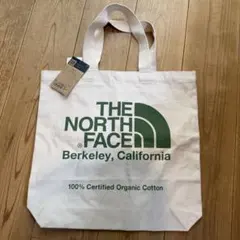 THE
NORTH
FACE
Berkeley, California
100% Certified Organic Cotton